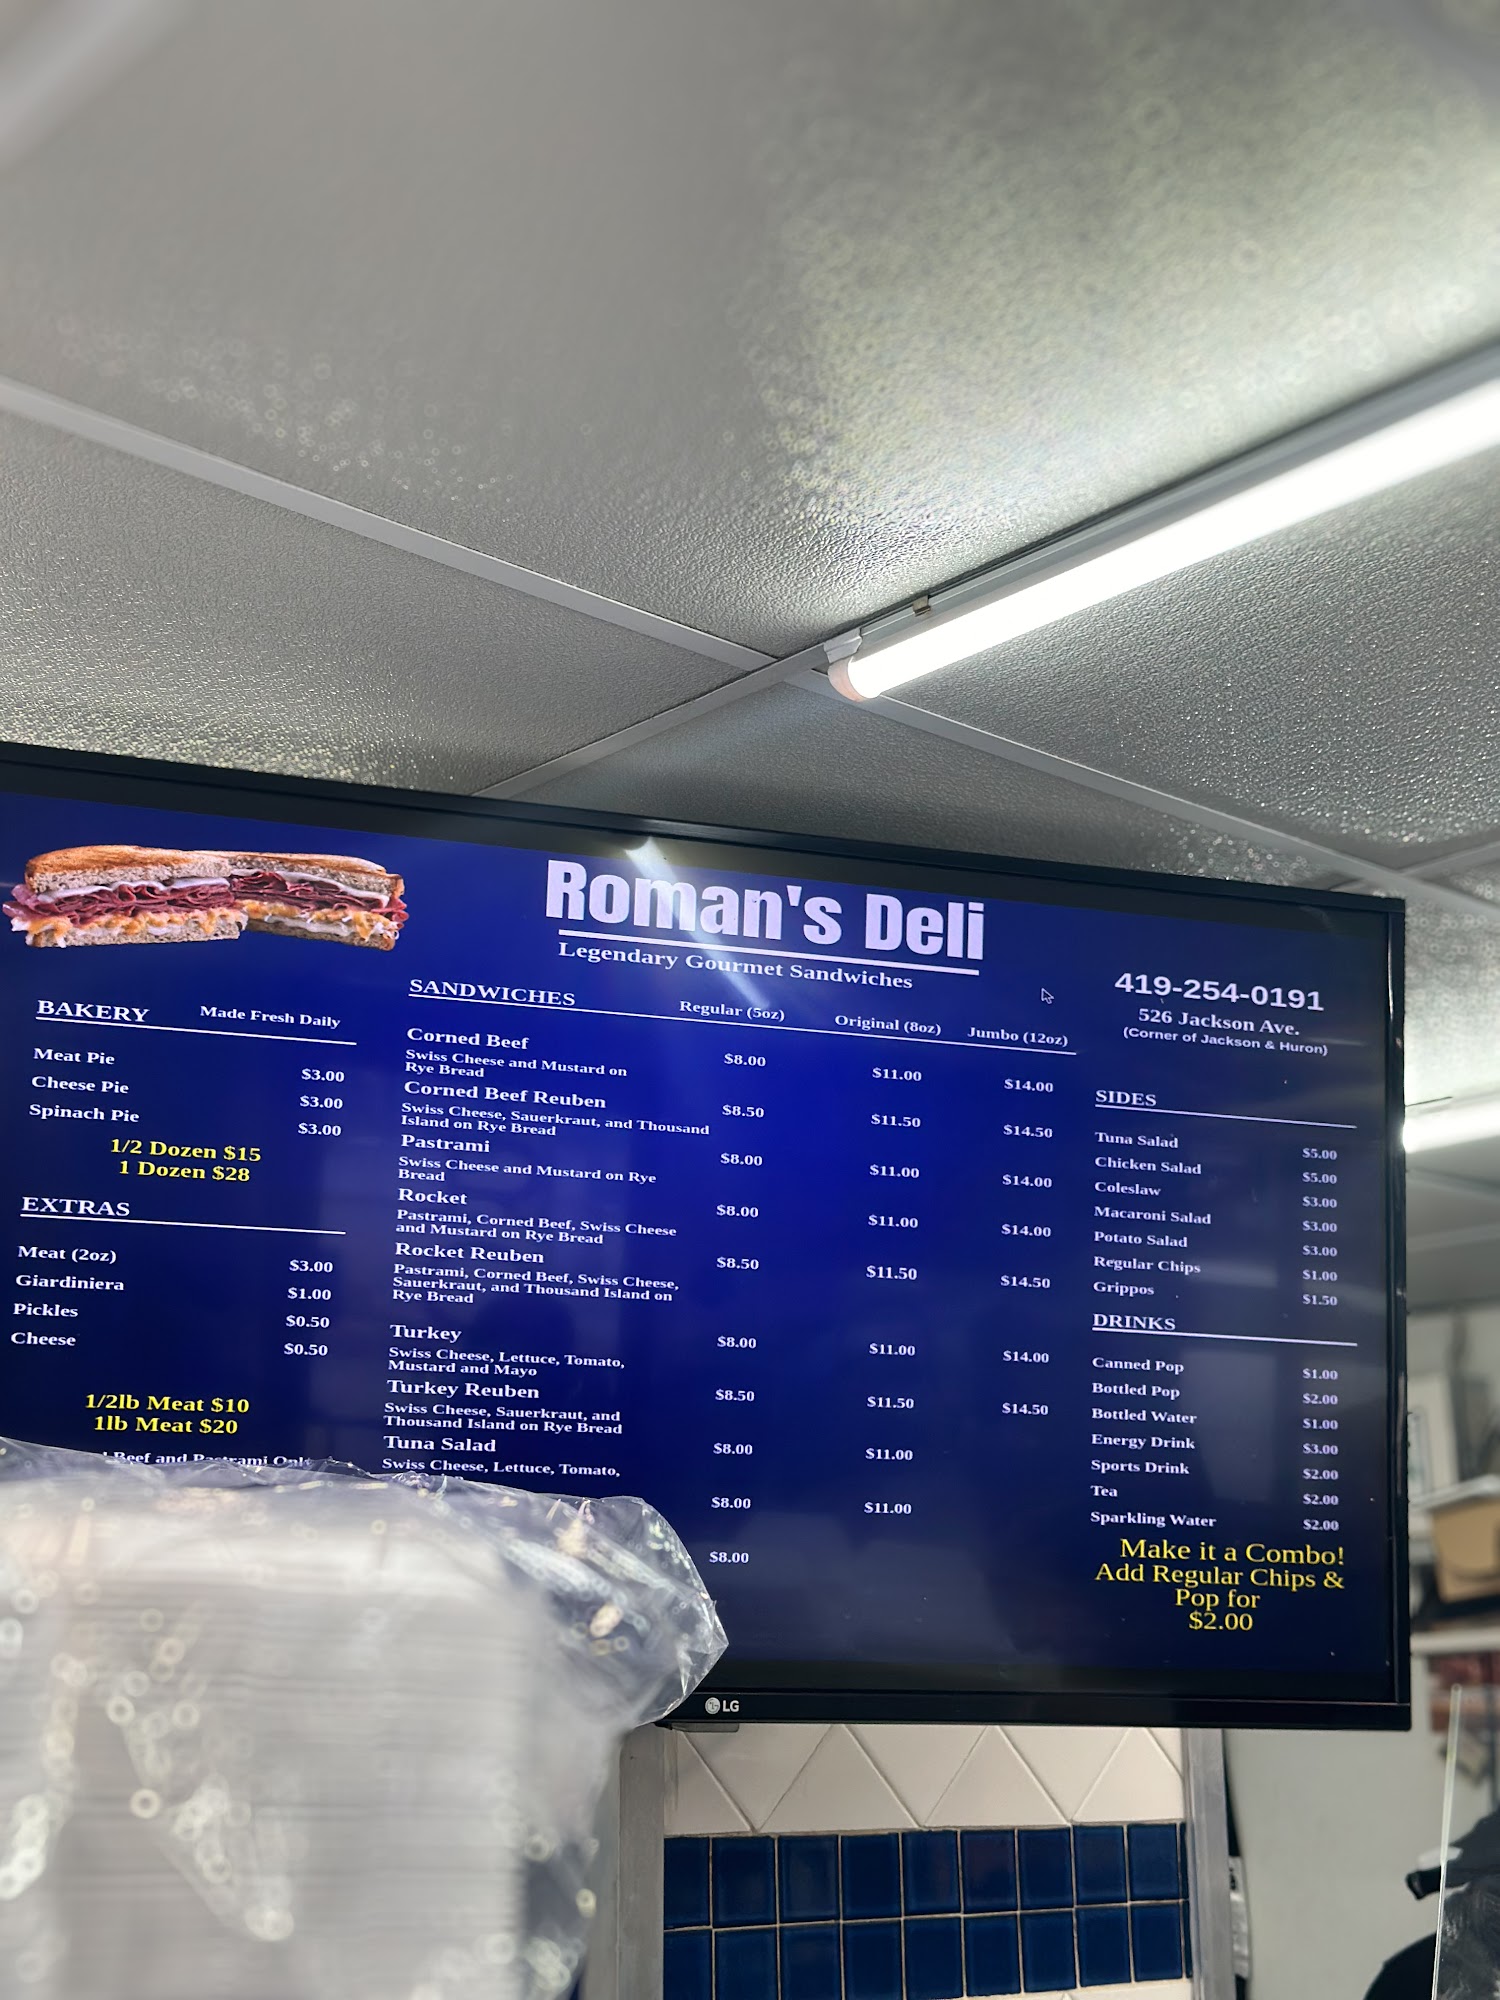 Roman's Deli
Legendary Gourmet Sandwiches
419-254-0191
526 Jackson Ave.
(Corner of Jackson & Huron)
BAKERY Made Fresh Daily
Meat Pie $3.00
Cheese Pie $3.00
Spinach Pie $3.00
1/2 Dozen $15
1 Dozen $28
EXTRAS
Meat (2oz) $3.00
Giardiniera $1.00
Pickles $0.50
Cheese $0.50
1/2lb Meat $10
1lb Meat $20
Beef and Pastrami Only
SANDWICHES Regular (5oz) Original (8oz) Jumbo (12oz)
Corned Beef $8.00 $11.00 $14.00
Swiss Cheese and Mustard on
Rye Bread
Corned Beef Reuben $8.50 $11.50 $14.50
Swiss Cheese, Sauerkraut, and Thousand
Island on Rye Bread
Pastrami $8.00 $11.00 $14.00
Swiss Cheese and Mustard on Rye
Bread
Rocket $8.00 $11.00 $14.00
Pastrami, Corned Beef, Swiss Cheese
and Mustard on Rye Bread
Rocket Reuben $8.50 $11.50 $14.50
Pastrami, Corned Beef, Swiss Cheese,
Sauerkraut, and Thousand Island on
Rye Bread
Turkey $8.00 $11.00 $14.00
Swiss Cheese, Lettuce, Tomato,
Mustard and Mayo
Turkey Reuben $8.50 $11.50 $14.50
Swiss Cheese, Sauerkraut, and
Thousand Island on Rye Bread
Tuna Salad $8.00 $11.00
Swiss Cheese, Lettuce, Tomato,
$8.00 $11.00
$8.00
SIDES
Tuna Salad $5.00
Chicken Salad $5.00
Coleslaw $3.00
Macaroni Salad $3.00
Potato Salad $3.00
Regular Chips $1.00
Grippos $1.50
DRINKS
Canned Pop $1.00
Bottled Pop $2.00
Bottled Water $1.00
Energy Drink $3.00
Sports Drink $2.00
Tea $2.00
Sparkling Water $2.00
Make it a Combo!
Add Regular Chips &
Pop for
$2.00
LG